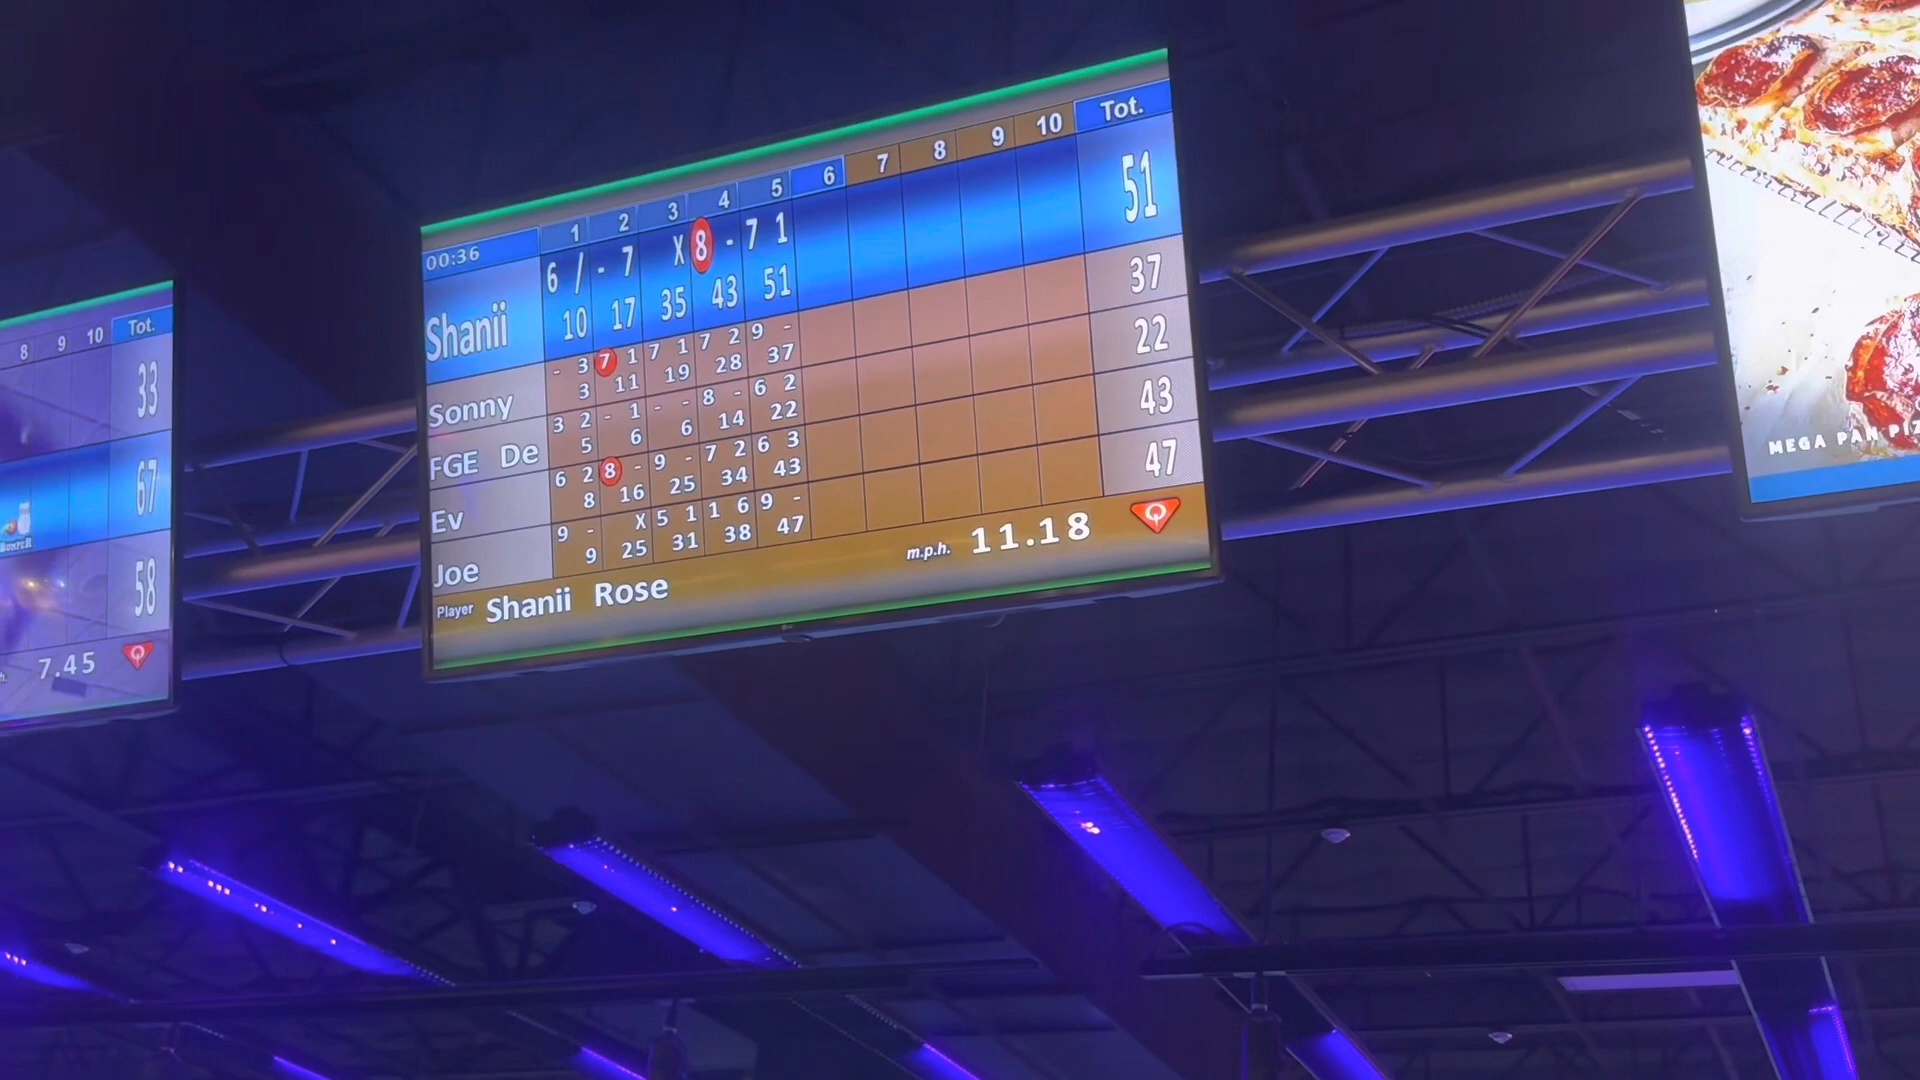 8 9 10 Tot.
33
67
58
7.45
1 2 3 4 5 6 7 8 9 10 Tot.
00:36
Shanii 6 / - 7 X 8 - 7 1 51
10 17 35 43 51
Sonny - 3 7 1 7 1 7 2 9 - 37
3 11 19 28 37
FGE De 3 2 - 1 - - 8 - 6 2 22
5 6 6 14 22
Ev 6 2 8 - 9 - 7 2 6 3 43
8 16 25 34 43
Joe 9 - X 5 1 1 6 9 - 47
9 25 31 38 47
Player Shanii Rose m.p.h. 11.18
MEGA PAN